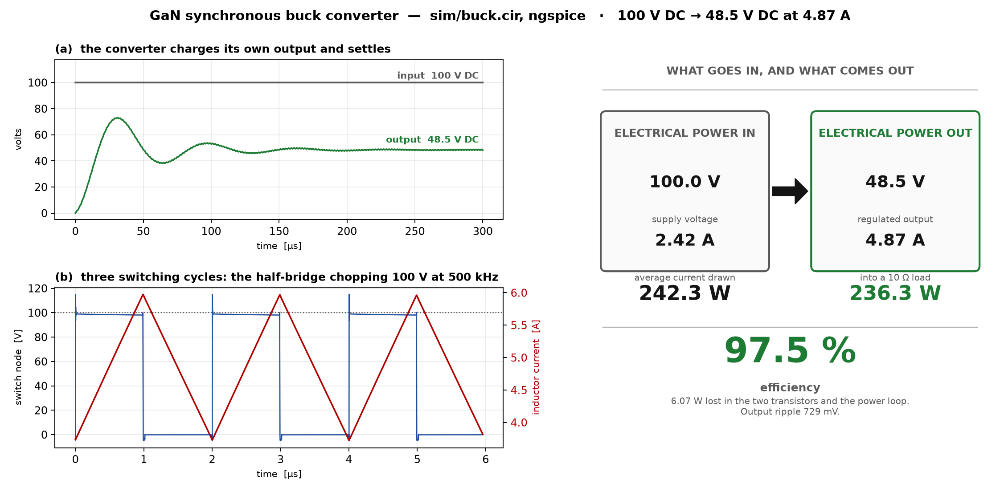 GaN synchronous buck converter — sim/buck.cir, ngspice · 100 V DC → 48.5 V DC at 4.87 A
(a) the converter charges its own output and settles
volts
100
80
60
40
20
0
input 100 V DC
output 48.5 V DC
0 50 100 150 200 250 300
time [µs]
(b) three switching cycles: the half-bridge chopping 100 V at 500 kHz
switch node [V]
120
100
80
60
40
20
0
6.0
5.5
5.0
4.5
4.0
inductor current [A]
0 1 2 3 4 5 6
time [µs]
WHAT GOES IN, AND WHAT COMES OUT
ELECTRICAL POWER IN
100.0 V
supply voltage
2.42 A
average current drawn
242.3 W
ELECTRICAL POWER OUT
48.5 V
regulated output
4.87 A
into a 10 Ω load
236.3 W
97.5 %
efficiency
6.07 W lost in the two transistors and the power loop.
Output ripple 729 mV.